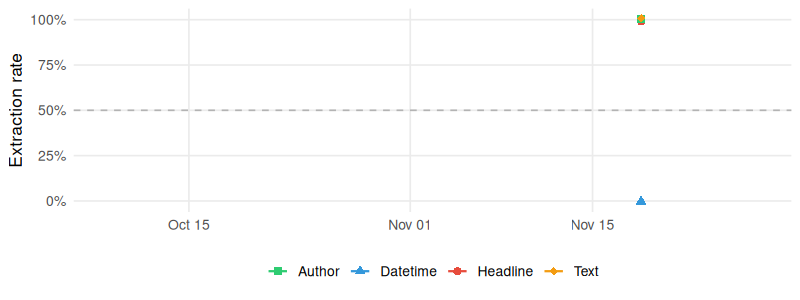 Extraction rate
100%
75%
50%
25%
0%
Oct 15 Nov 01 Nov 15
Author Datetime Headline Text